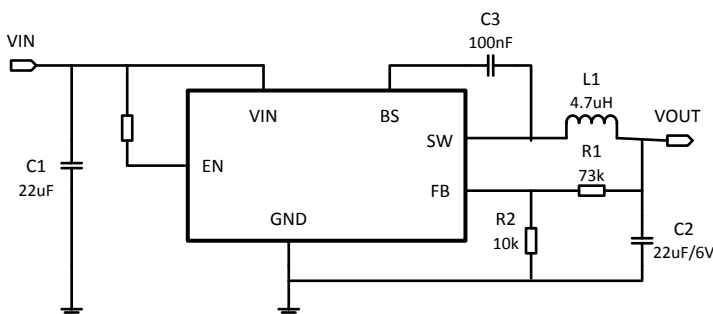 C3
100nF
VIN
L1
4.7uH
VOUT
VIN
BS
SW
R1
73k
C1
22uF
EN
FB
GND
R2
10k
C2
22uF/6V